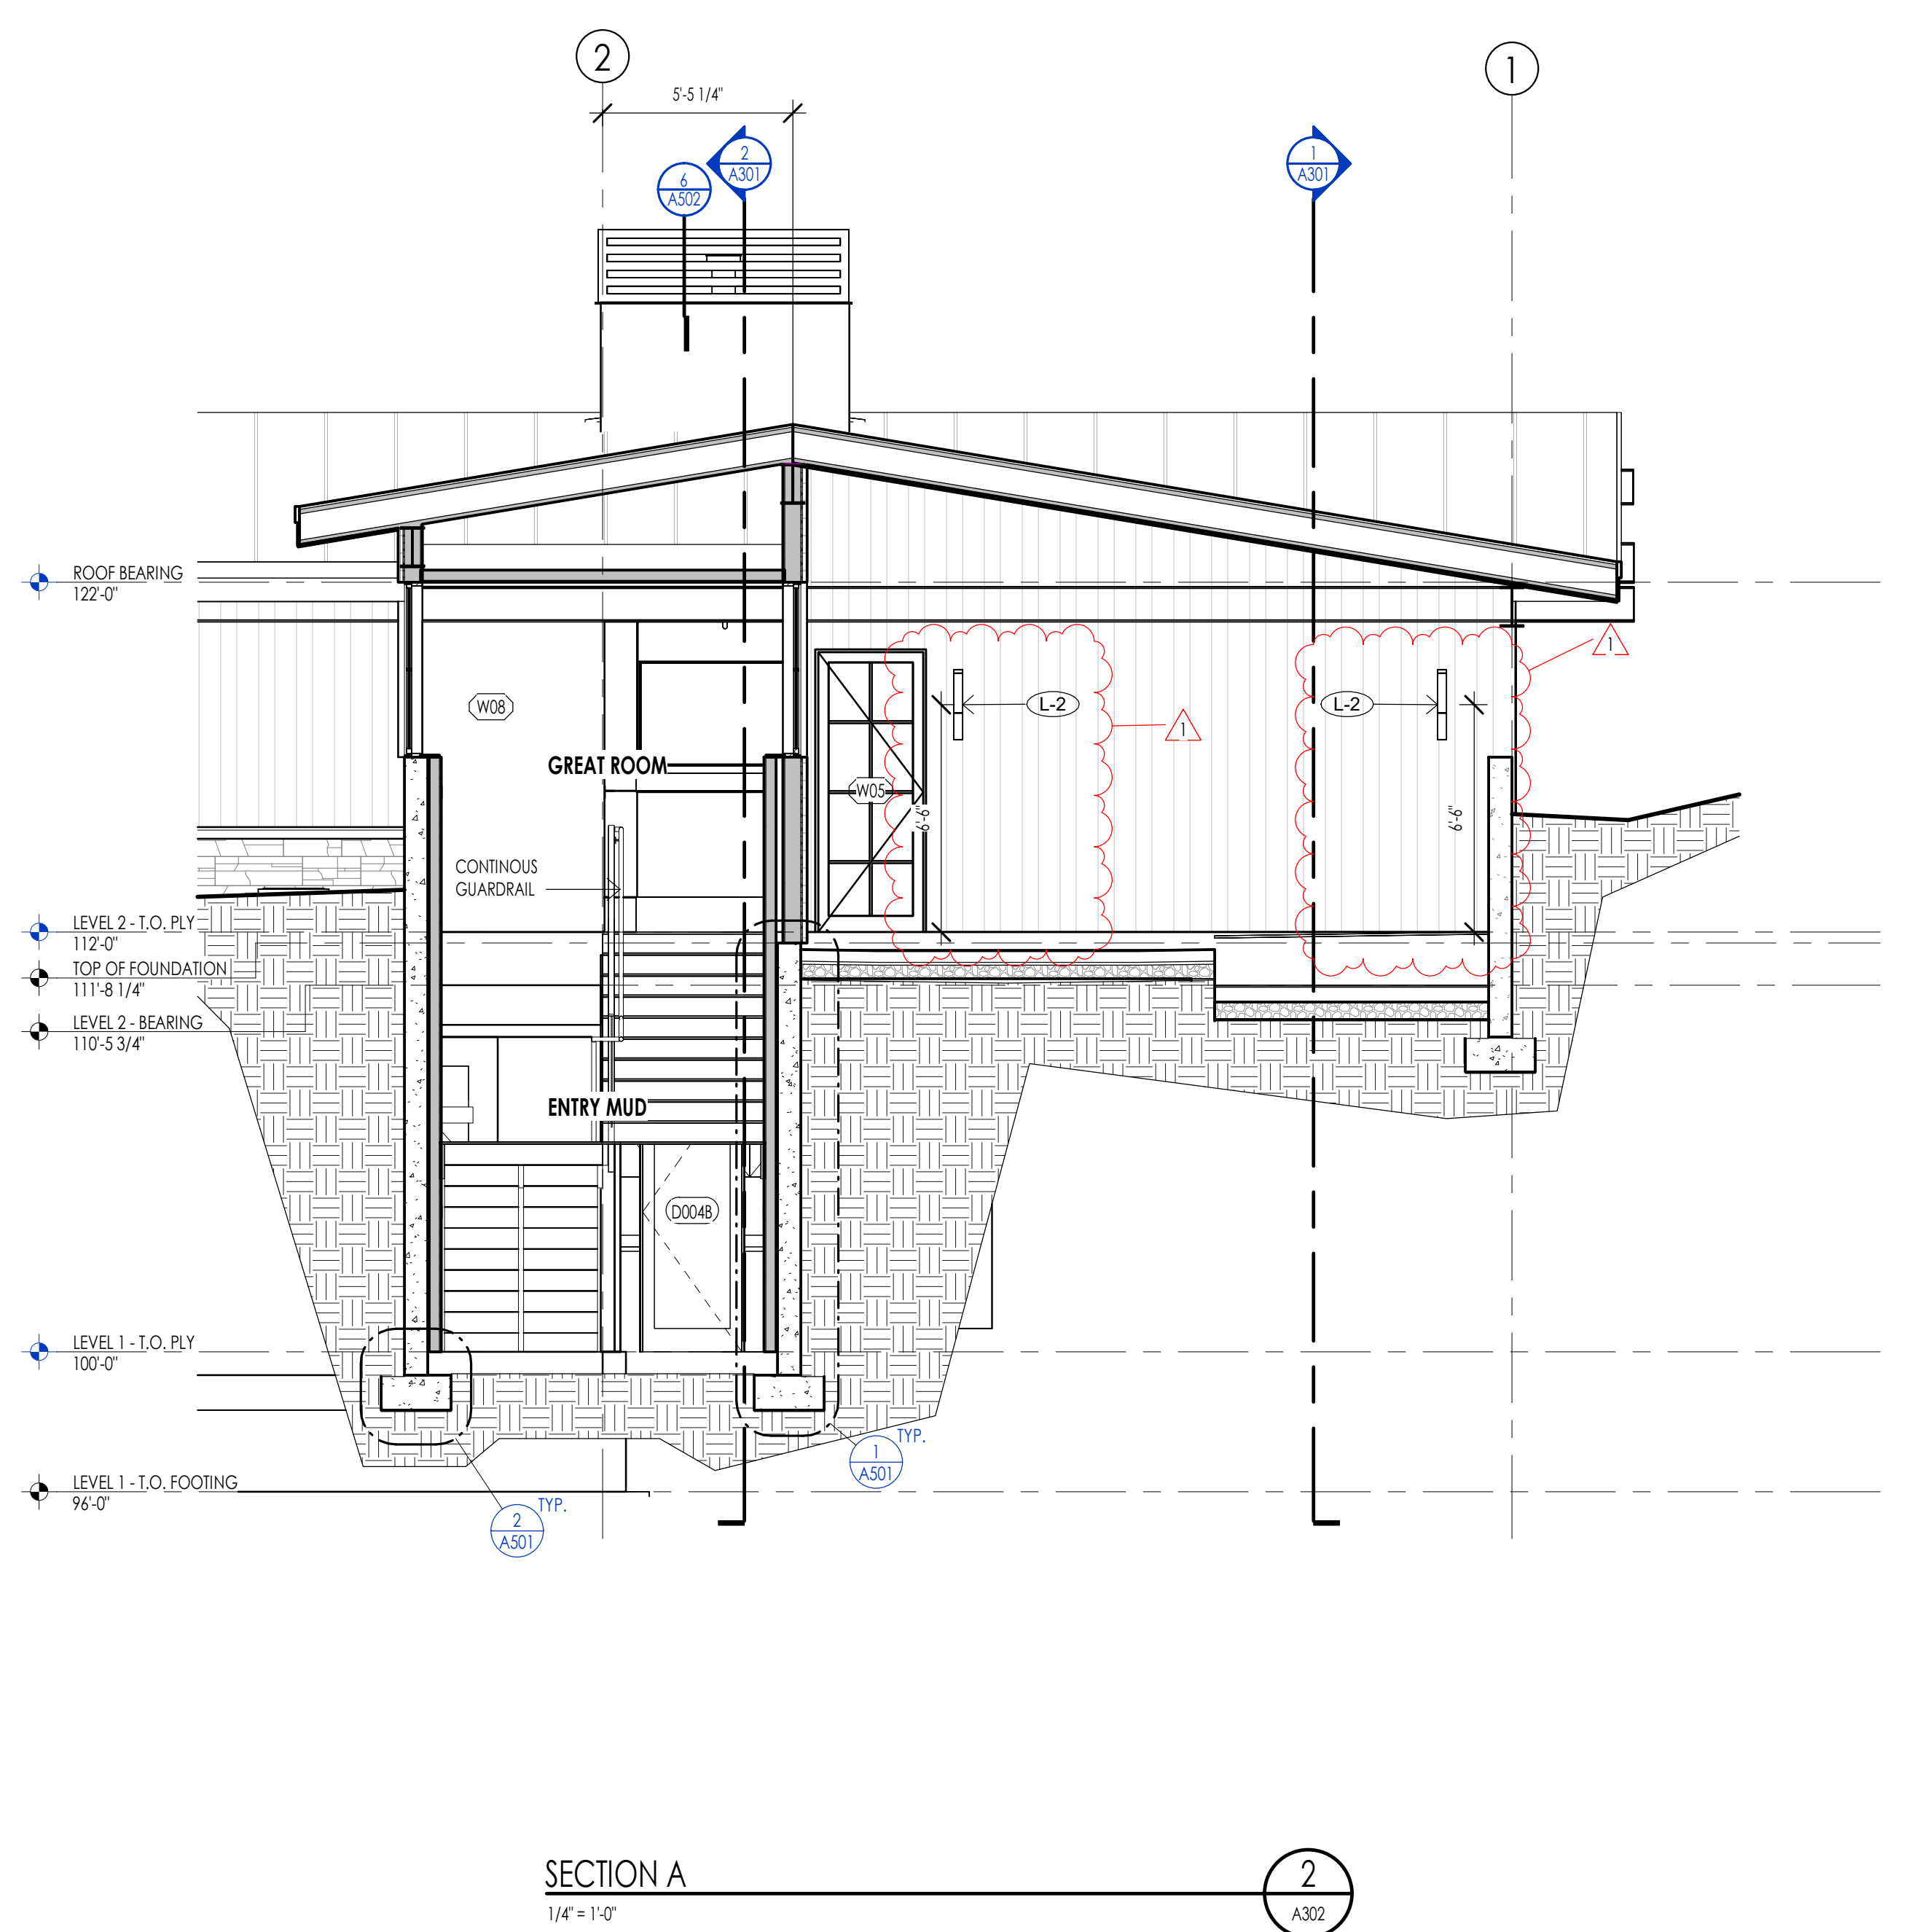 2
1
5'-5 1/4"
2
A301
1
A301
6
A502
ROOF BEARING
122'-0"
1
L-2
L-2
W08
1
GREAT ROOM
W05
6'-6"
6'-6"
CONTINOUS
GUARDRAIL
LEVEL 2 - T.O. PLY
112'-0"
TOP OF FOUNDATION
111'-8 1/4"
LEVEL 2 - BEARING
110'-5 3/4"
ENTRY MUD
D004B
LEVEL 1 - T.O. PLY
100'-0"
TYP.
1
A501
LEVEL 1 - T.O. FOOTING
96'-0"
TYP.
2
A501
SECTION A
2
1/4" = 1'-0"
A302